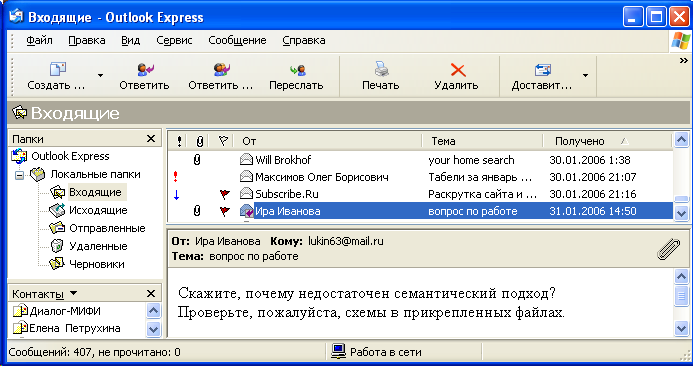 Входящие - Outlook Express
Файл Правка Вид Сервис Сообщение Справка
Создать ... Ответить Ответить ... Переслать Печать Удалить Доставит...
Входящие
Папки
Outlook Express
Локальные папки
Входящие
Исходящие
Отправленные
Удаленные
Черновики
Контакты
Диалог-МИФИ
Елена Петрухина
От Тема Получено
Will Brokhof your home search 30.01.2006 1:38
Максимов Олег Борисович Табели за январь ... 30.01.2006 21:07
Subscribe.Ru Раскрутка сайта и ... 30.01.2006 21:16
Ира Иванова вопрос по работе 31.01.2006 14:50
От: Ира Иванова Кому: lukin63@mail.ru
Тема: вопрос по работе
Скажите, почему недостаточен семантический подход?
Проверьте, пожалуйста, схемы в прикрепленных файлах.
Сообщений: 407, не прочитано: 0 Работа в сети